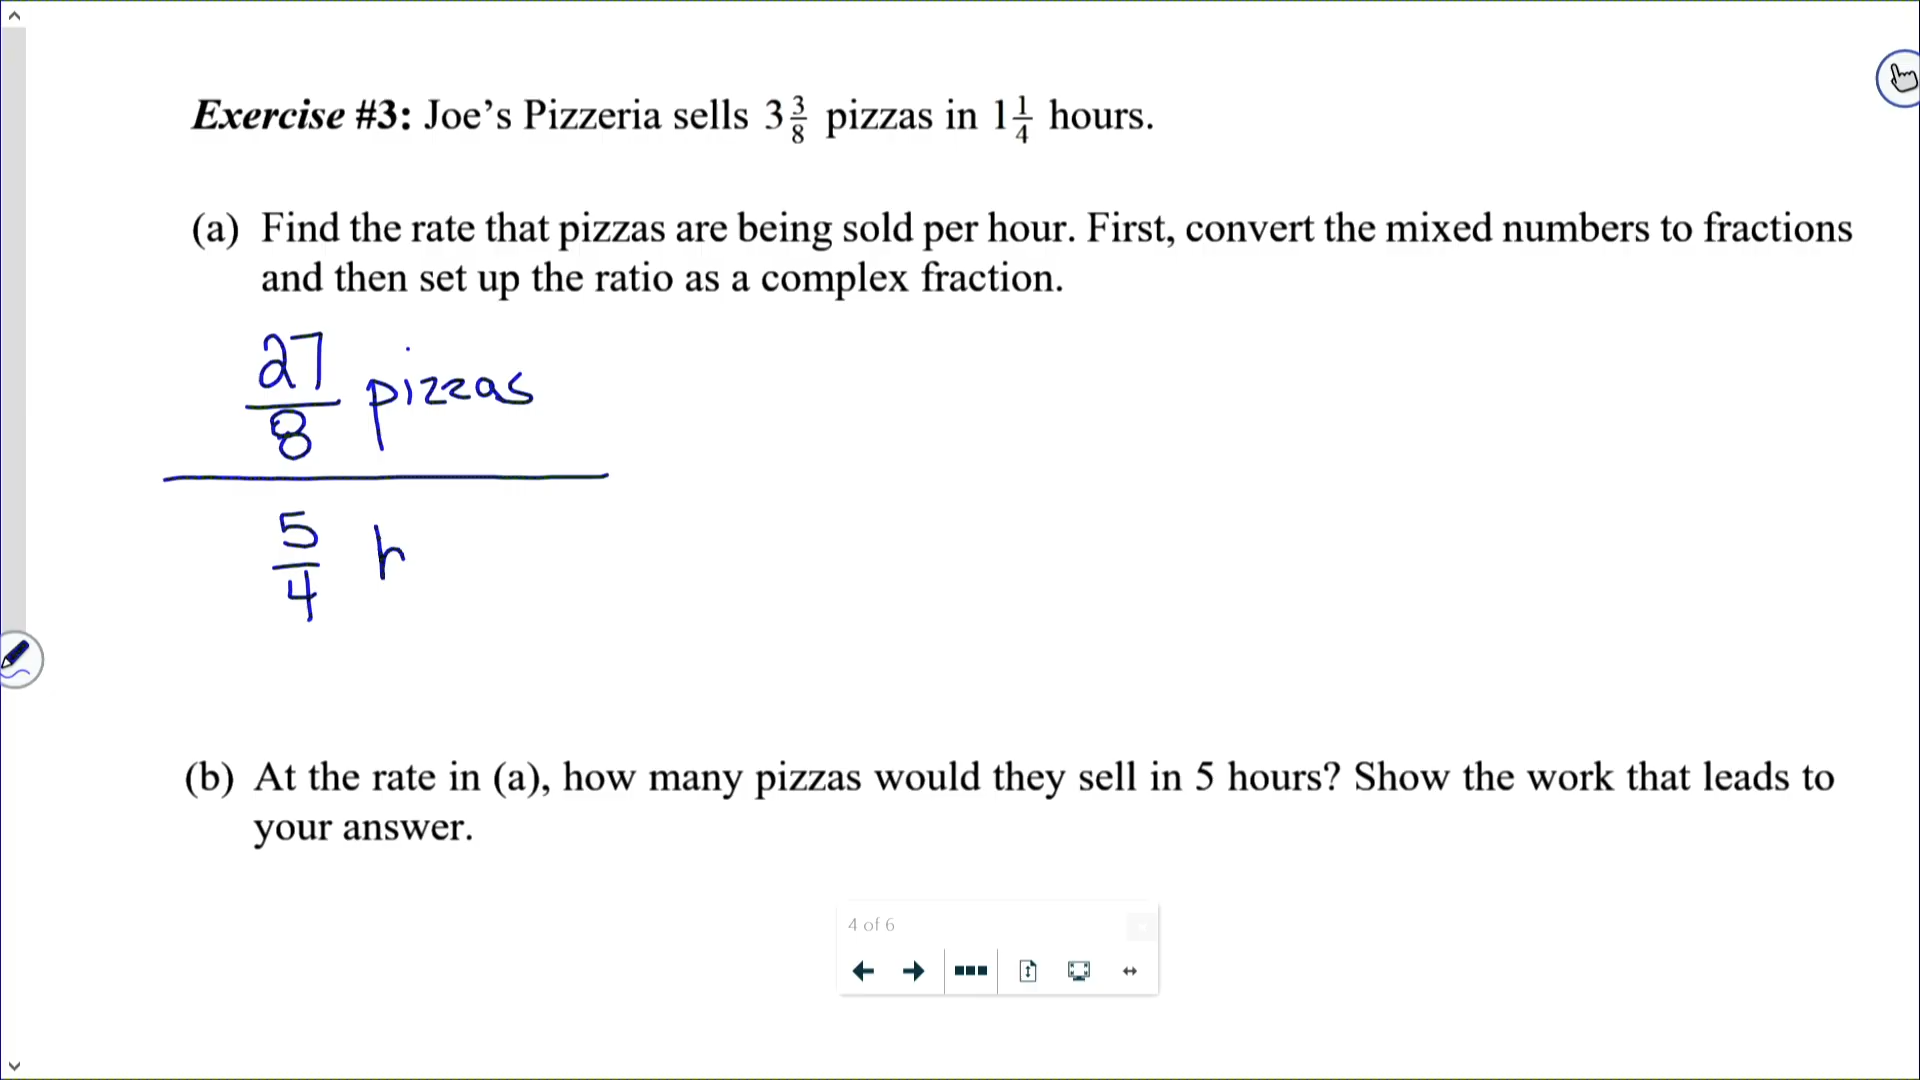 Exercise #3: Joe's Pizzeria sells 3 3/8 pizzas in 1 1/4 hours.
(a) Find the rate that pizzas are being sold per hour. First, convert the mixed numbers to fractions
and then set up the ratio as a complex fraction.
27/8 pizzas
5/4 h
(b) At the rate in (a), how many pizzas would they sell in 5 hours? Show the work that leads to
your answer.
4 of 6